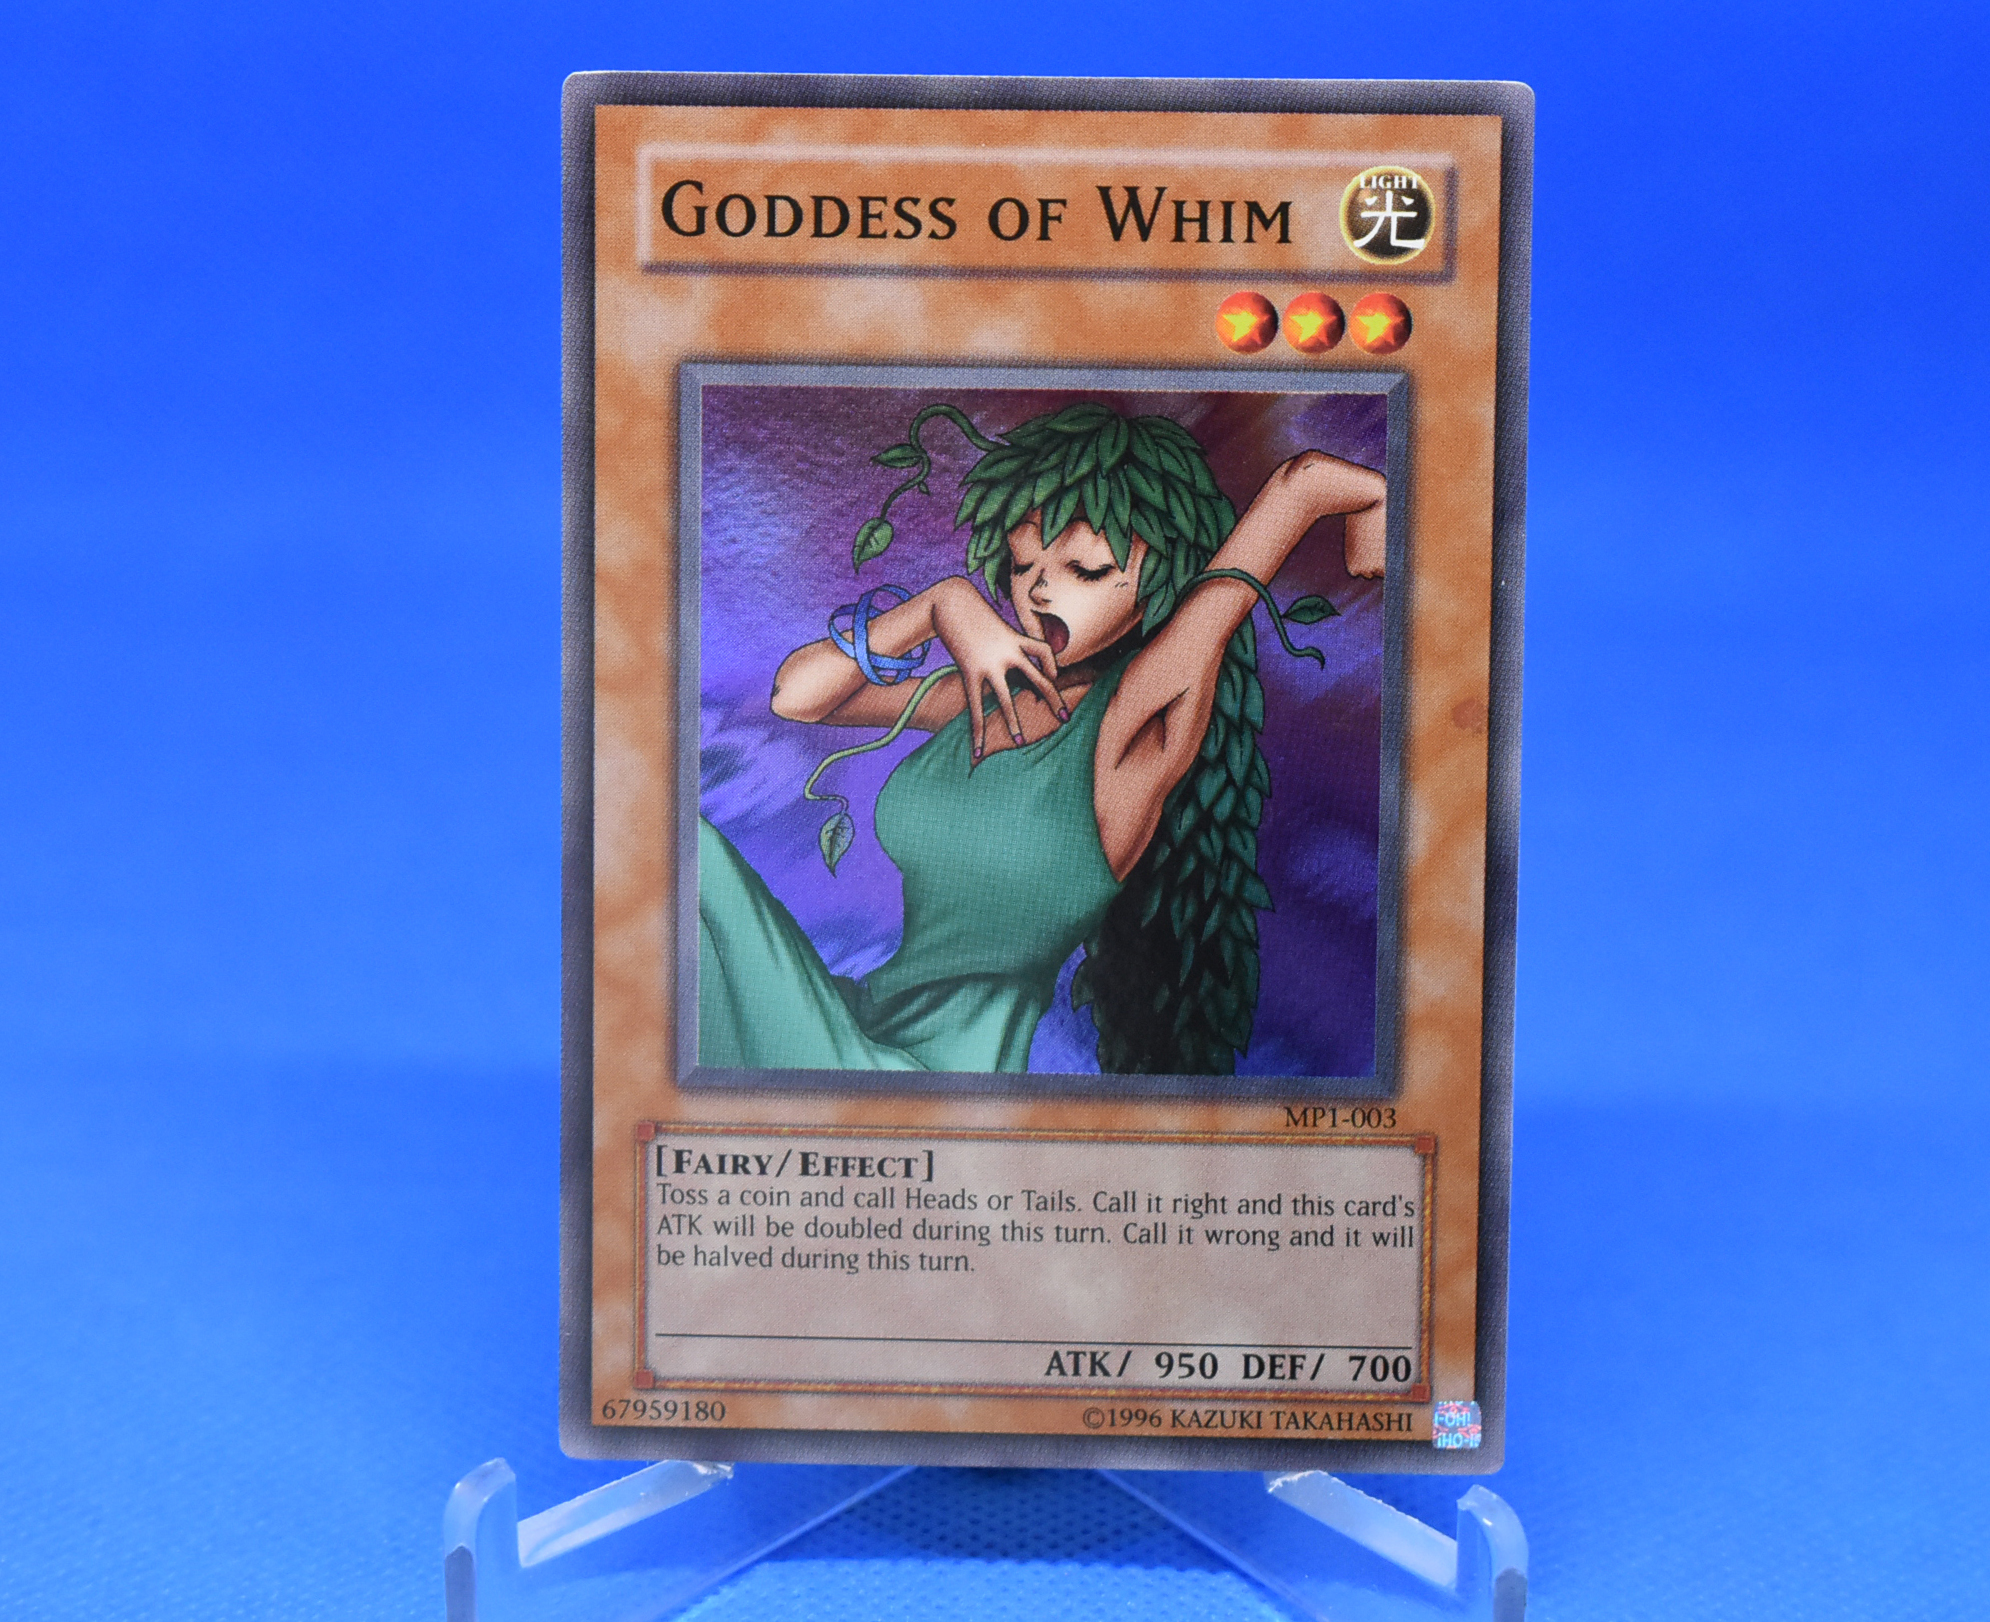 GODDESS OF WHIM
LIGHT
光
MP1-003
[FAIRY/EFFECT]
Toss a coin and call Heads or Tails. Call it right and this card's
ATK will be doubled during this turn. Call it wrong and it will
be halved during this turn.
ATK/ 950 DEF/ 700
67959180
©1996 KAZUKI TAKAHASHI